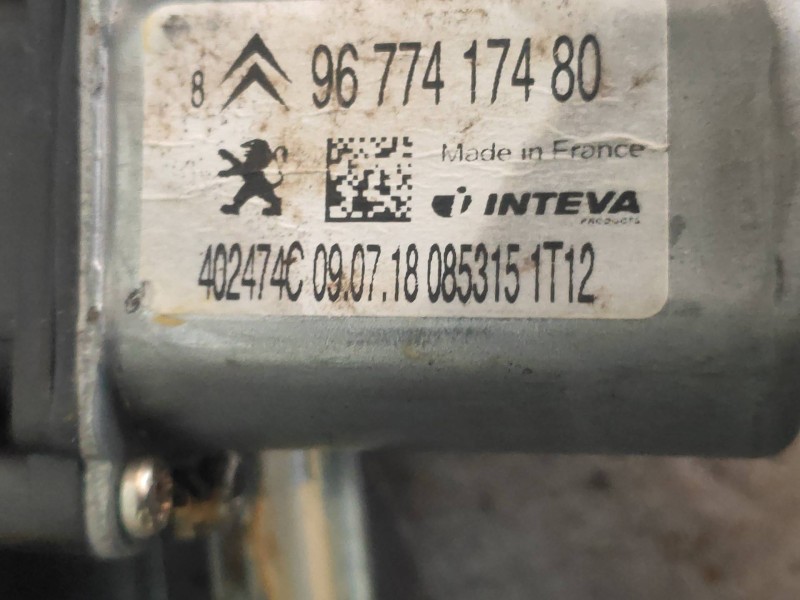 8 96 774 174 80
Made in France
INTEVA
PRODUCTS
402474C 09.07.18 085315 1T12